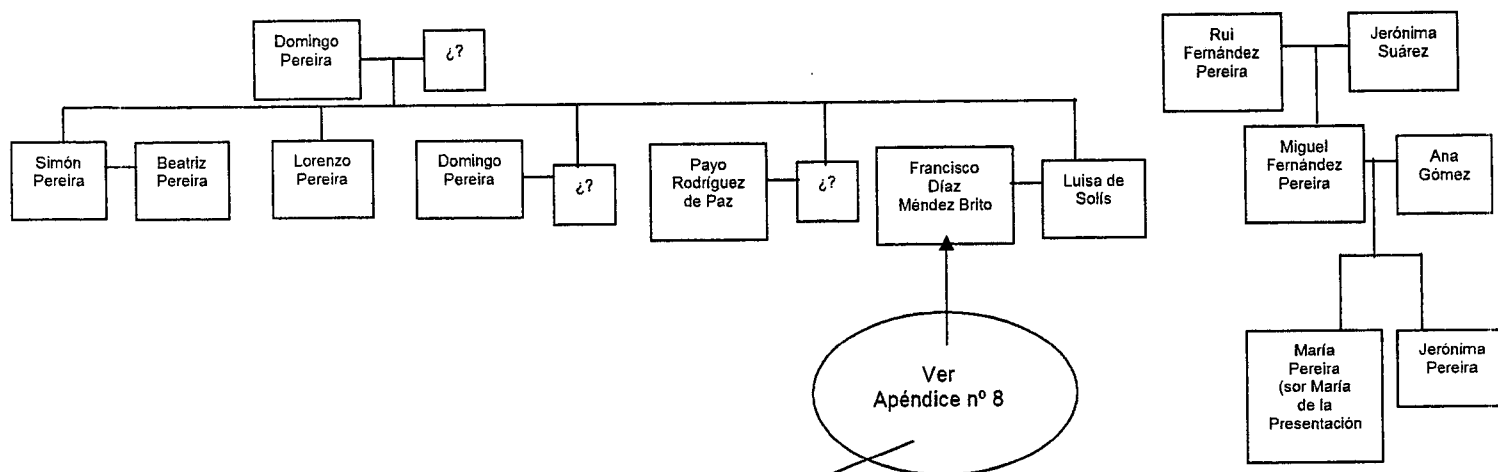 Domingo
Pereira
¿?
Rui
Fernández
Pereira
Jerónima
Suárez
Simón
Pereira
Beatriz
Pereira
Lorenzo
Pereira
Domingo
Pereira
¿?
Payo
Rodríguez
de Paz
¿?
Francisco
Díaz
Méndez Brito
Luisa de
Solís
Miguel
Fernández
Pereira
Ana
Gómez
María
Pereira
(sor María
de la
Presentación
Jerónima
Pereira
Ver
Apéndice nº 8